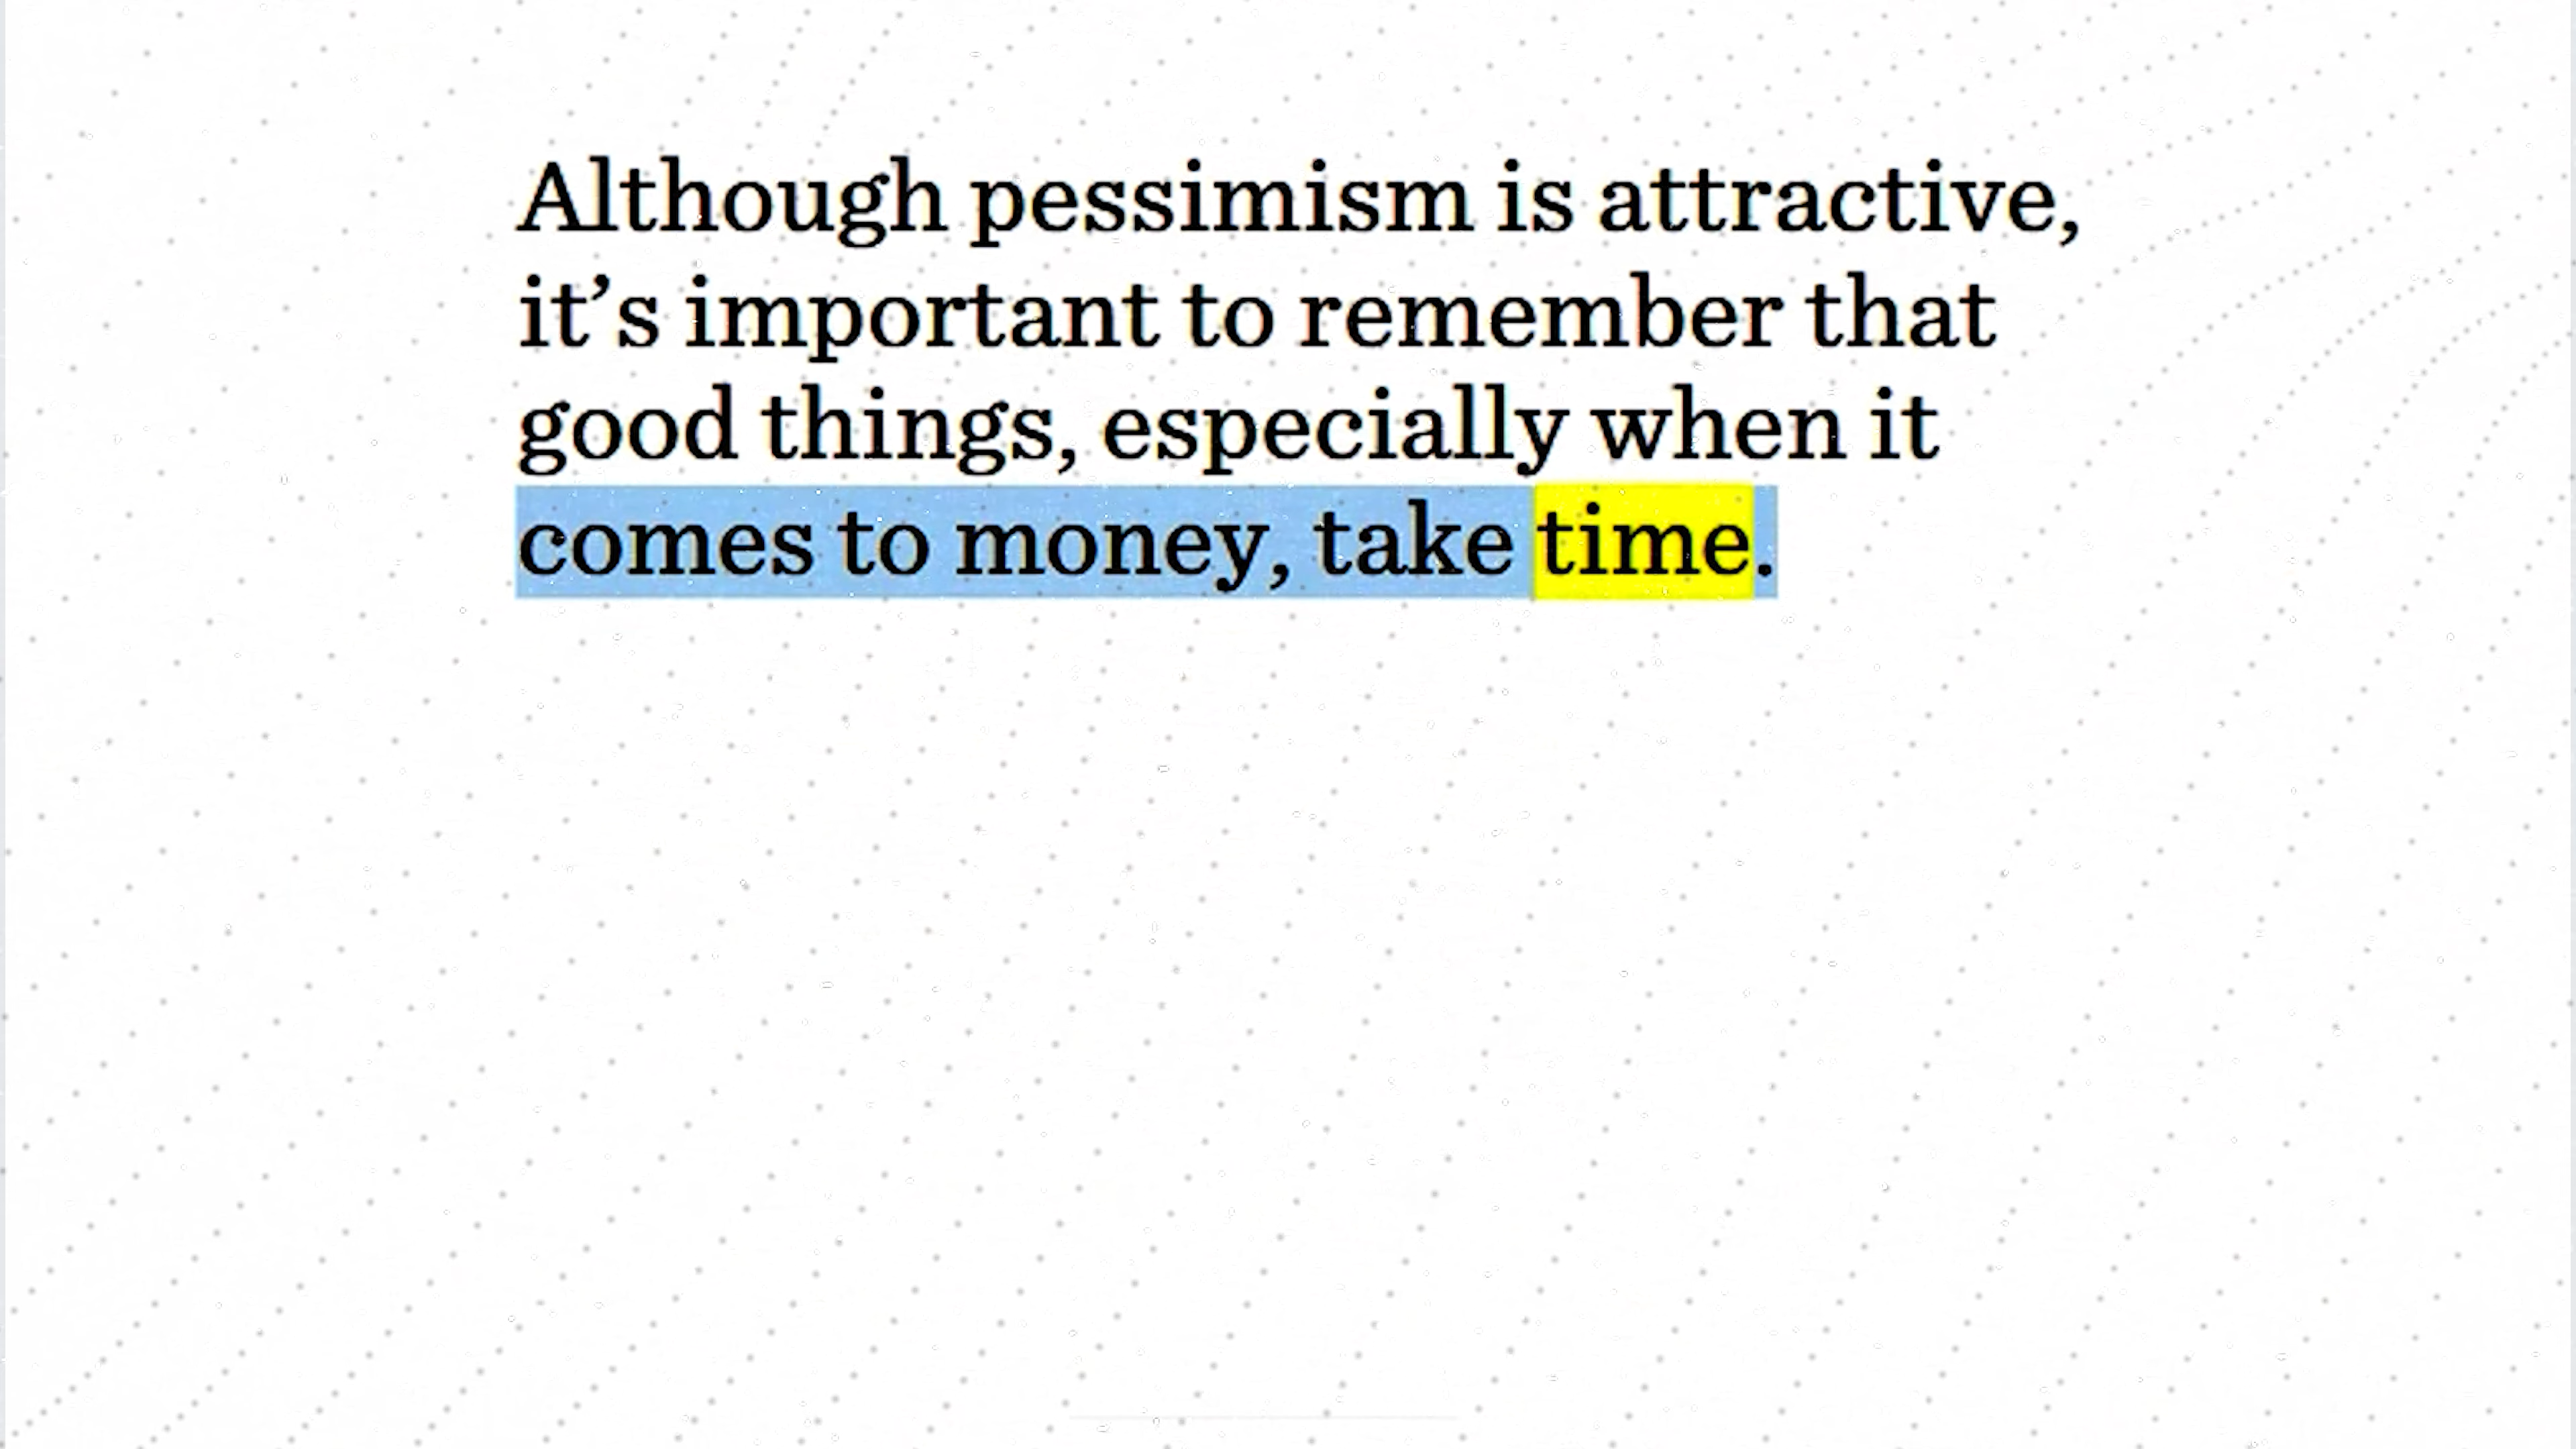 Although pessimism is attractive,
it’s important to remember that
good things, especially when it
comes to money, take time.